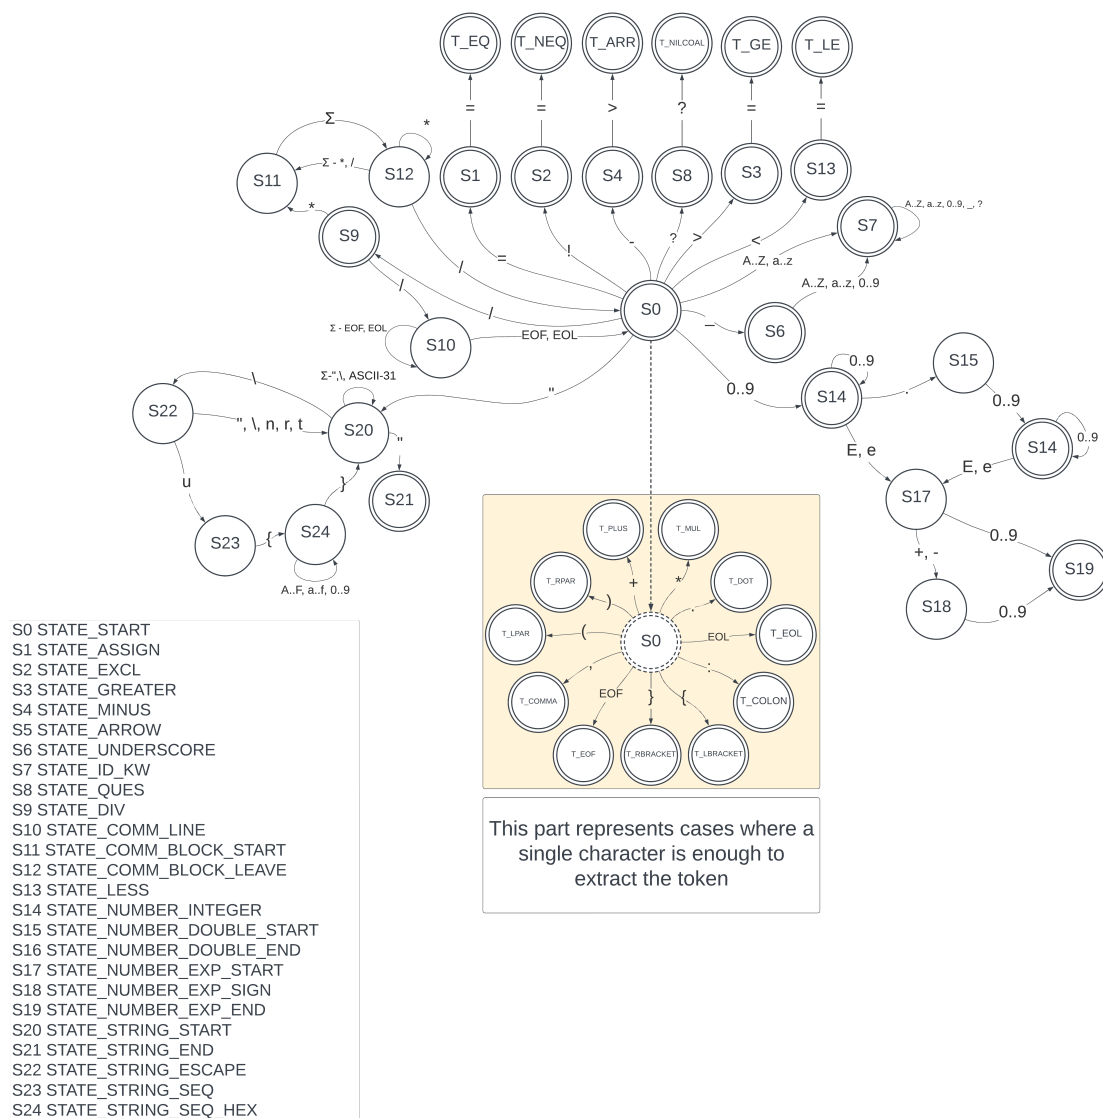 T_EQ
T_NEQ
T_ARR
T_NILCOAL
T_GE
T_LE
=
=
>
?
=
=
Σ
*
Σ - *, /
S11
S12
S1
S2
S4
S8
S3
S13
*
S9
S7
A..Z, a..z, 0..9, _, ?
/
/
=
!
-
?
>
<
A..Z, a..z
A..Z, a..z, 0..9
/
S0
_
S6
Σ - EOF, EOL
S10
EOF, EOL
\
Σ-",\, ASCII-31
"
0..9
0..9
S14
.
S15
0..9
S22
", \, n, r, t
S20
"
S21
E, e
S14
0..9
E, e
S17
u
}
S23
{
S24
A..F, a..f, 0..9
+, -
0..9
S19
S18
0..9
T_PLUS
T_MUL
T_RPAR
+
*
T_DOT
)
.
T_LPAR
(
S0
EOL
T_EOL
,
:
T_COMMA
EOF
}
{
T_COLON
T_EOF
T_RBRACKET
T_LBRACKET
This part represents cases where a
single character is enough to
extract the token
S0 STATE_START
S1 STATE_ASSIGN
S2 STATE_EXCL
S3 STATE_GREATER
S4 STATE_MINUS
S5 STATE_ARROW
S6 STATE_UNDERSCORE
S7 STATE_ID_KW
S8 STATE_QUES
S9 STATE_DIV
S10 STATE_COMM_LINE
S11 STATE_COMM_BLOCK_START
S12 STATE_COMM_BLOCK_LEAVE
S13 STATE_LESS
S14 STATE_NUMBER_INTEGER
S15 STATE_NUMBER_DOUBLE_START
S16 STATE_NUMBER_DOUBLE_END
S17 STATE_NUMBER_EXP_START
S18 STATE_NUMBER_EXP_SIGN
S19 STATE_NUMBER_EXP_END
S20 STATE_STRING_START
S21 STATE_STRING_END
S22 STATE_STRING_ESCAPE
S23 STATE_STRING_SEQ
S24 STATE_STRING_SEQ_HEX